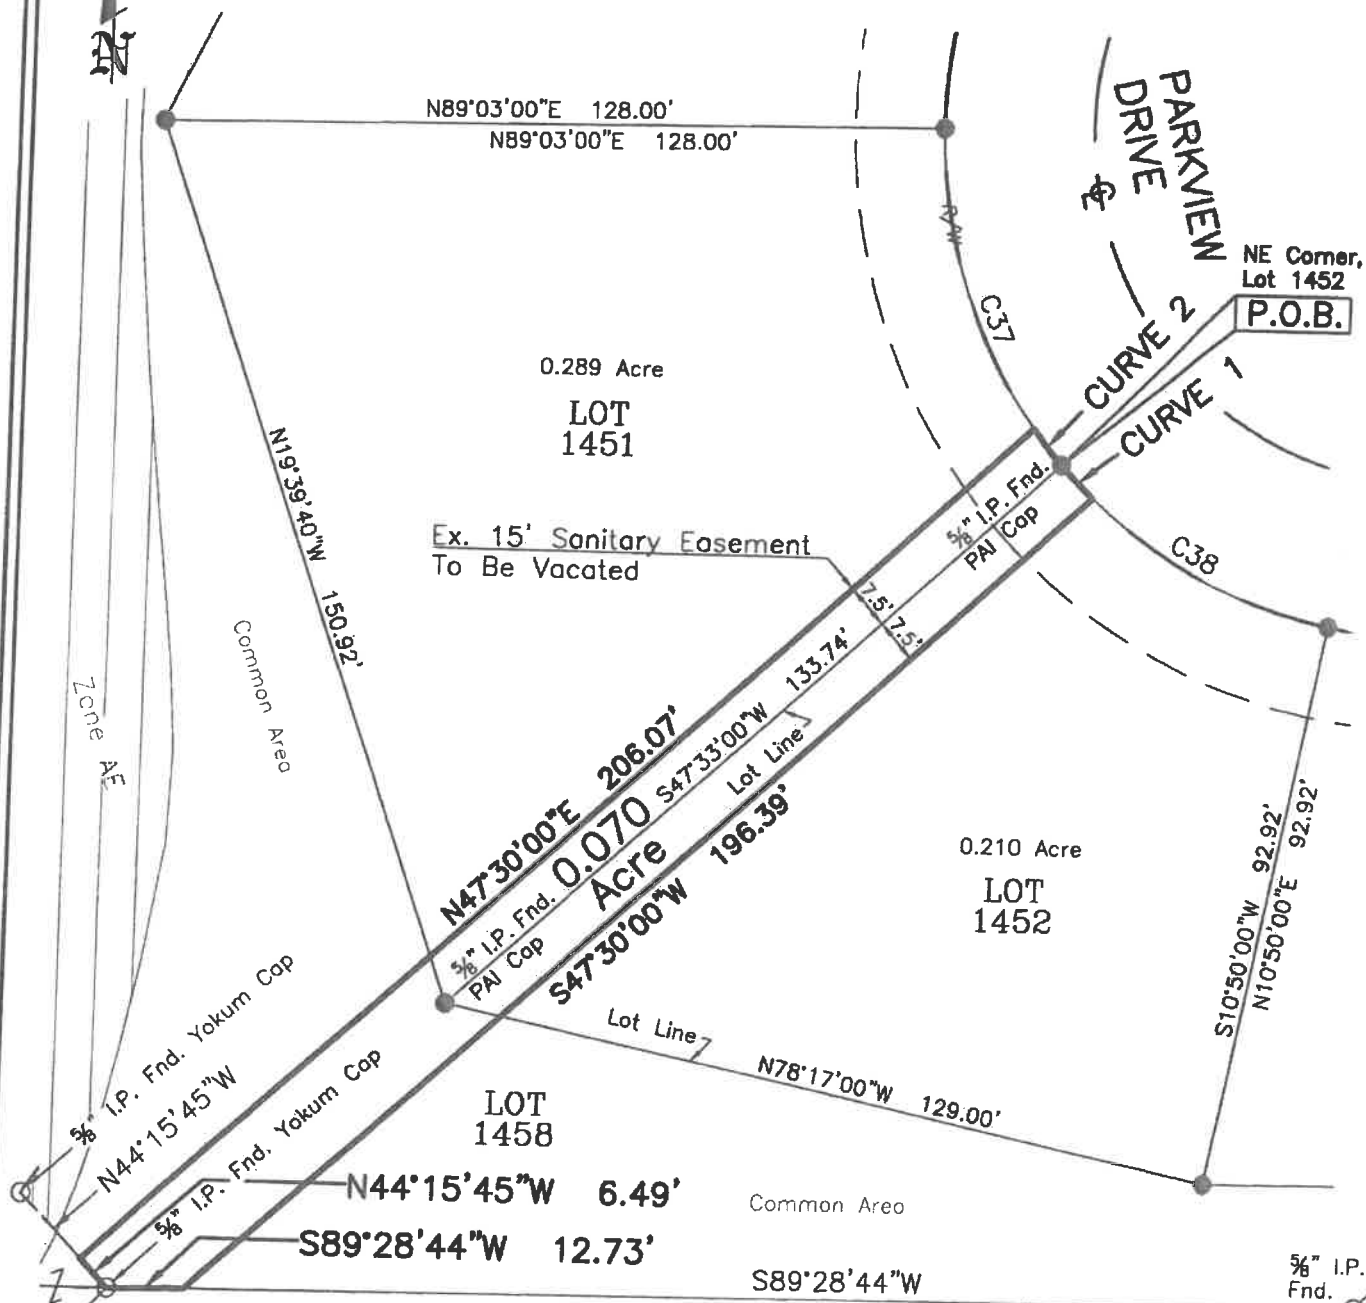 N
N89°03'00"E 128.00'
N89°03'00"E 128.00'
PARKVIEW
DRIVE
R/W
C37
NE Corner,
Lot 1452
P.O.B.
CURVE 2
CURVE 1
0.289 Acre
LOT
1451
N19°39'40"W 150.92'
5/8" I.P. Fnd.
PAI Cap
C38
Ex. 15' Sanitary Easement
To Be Vacated
7.5' 7.5'
Common Area
Zone AE
N47°30'00"E 206.07'
S47°33'00"W 133.74'
Lot Line
0.070
Acre
S47°30'00"W 196.39'
5/8" I.P. Fnd.
PAI Cap
0.210 Acre
LOT
1452
S10°50'00"W 92.92'
N10°50'00"E 92.92'
5/8" I.P. Fnd. Yokum Cap
N44°15'45"W
5/8" I.P. Fnd. Yokum Cap
Lot Line
N78°17'00"W 129.00'
LOT
1458
N44°15'45"W 6.49'
Common Area
S89°28'44"W 12.73'
S89°28'44"W
5/8" I.P.
Fnd.